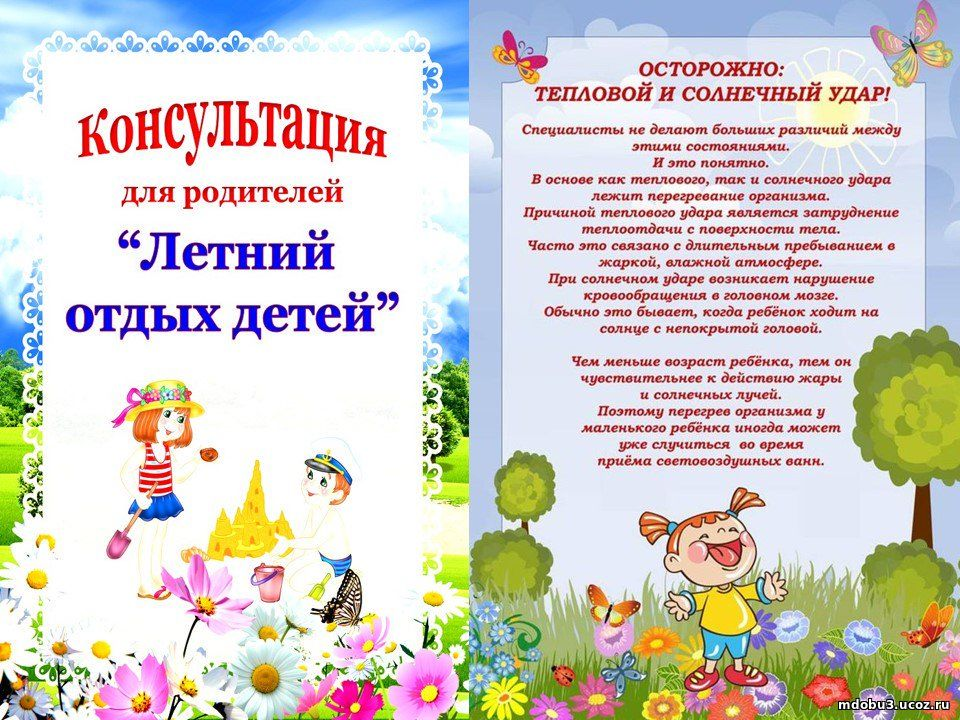 Консультация
для родителей
“Летний
отдых детей”
ОСТОРОЖНО:
ТЕПЛОВОЙ И СОЛНЕЧНЫЙ УДАР!
Специалисты не делают больших различий между
этими состояниями.
И это понятно.
В основе как теплового, так и солнечного удара
лежит перегревание организма.
Причиной теплового удара является затруднение
теплоотдачи с поверхности тела.
Часто это связано с длительным пребыванием в
жаркой, влажной атмосфере.
При солнечном ударе возникает нарушение
кровообращения в головном мозге.
Обычно это бывает, когда ребёнок ходит на
солнце с непокрытой головой.
Чем меньше возраст ребёнка, тем он
чувствительнее к действию жары
и солнечных лучей.
Поэтому перегрев организма у
маленького ребёнка иногда может
уже случиться во время
приёма световоздушных ванн.
mdobu3.ucoz.ru